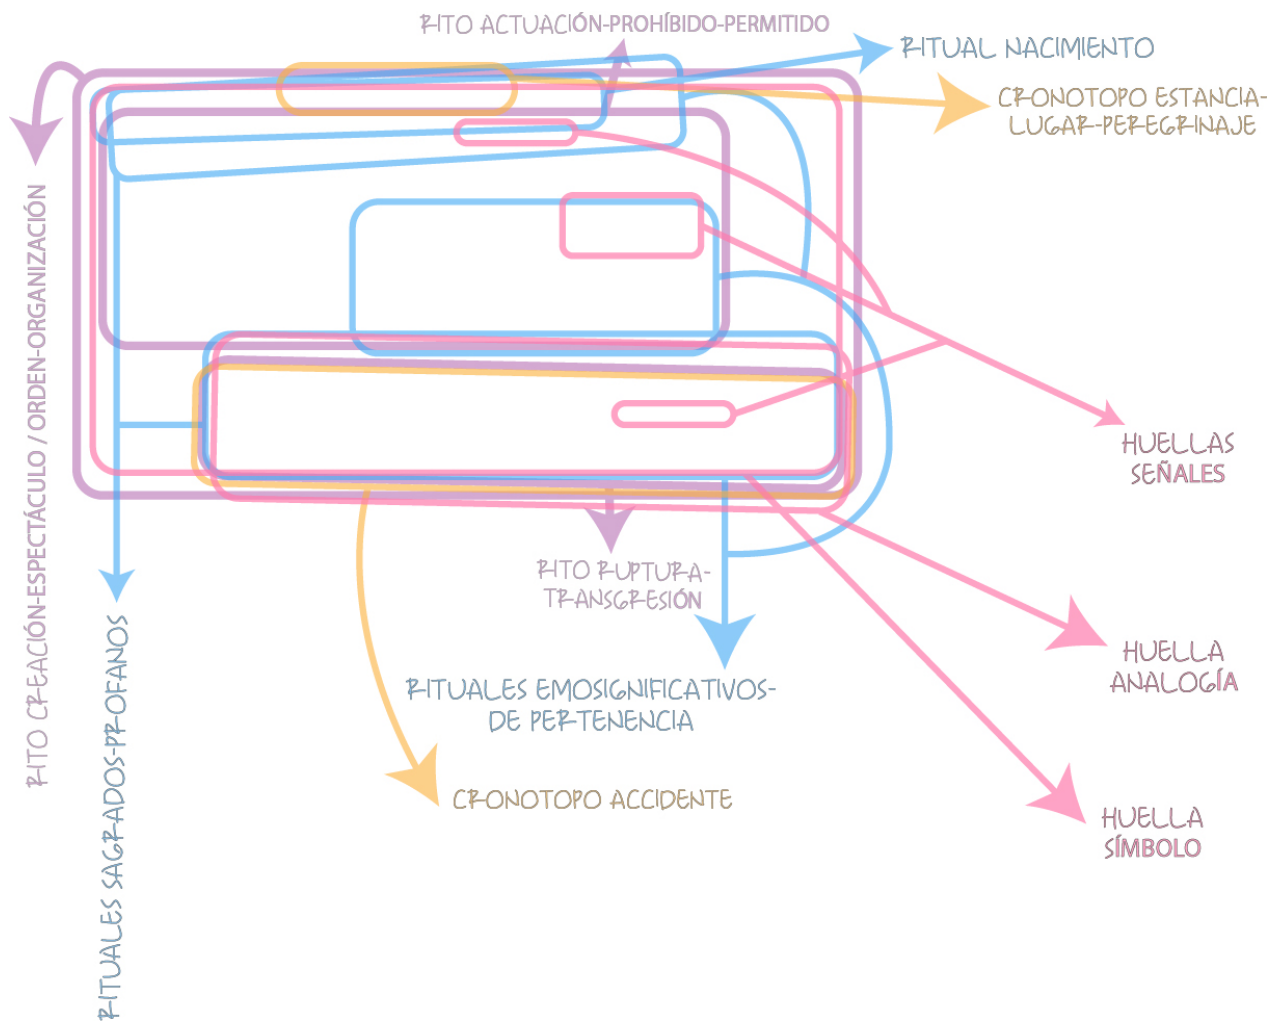 RITO ACTUACIÓN-PROHÍBIDO-PERMITIDO
RITUAL NACIMIENTO
CRONOTOPO ESTANCIA-
LUGAR-PEREGRINAJE
RITO CREACIÓN-ESPECTÁCULO / ORDEN-ORGANIZACIÓN
HUELLAS
SEÑALES
RITO RUPTURA-
TRANSGRESIÓN
RITUALES SAGRADOS-PROFANOS
HUELLA
ANALOGÍA
RITUALES EMOSIGNIFICATIVOS-
DE PERTENENCIA
CRONOTOPO ACCIDENTE
HUELLA
SÍMBOLO